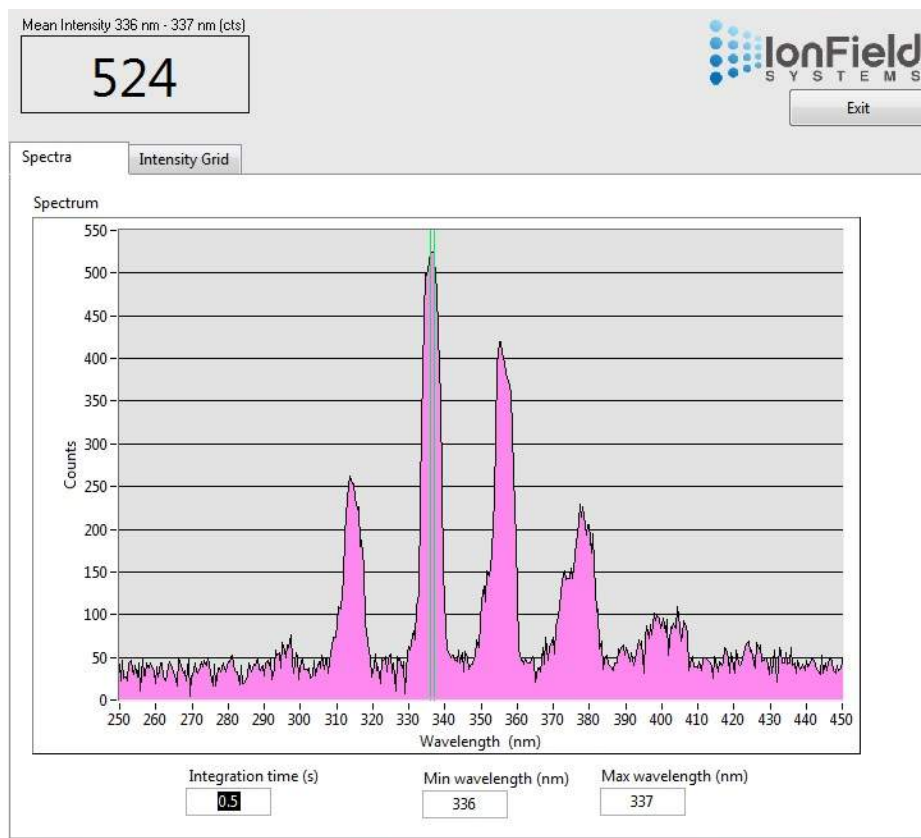 Mean Intensity 336 nm - 337 nm (cts)
524
IonField
SYSTEMS
Exit
Spectra
Intensity Grid
Spectrum
Counts
550
500
450
400
350
300
250
200
150
100
50
0
250 260 270 280 290 300 310 320 330 340 350 360 370 380 390 400 410 420 430 440 450
Wavelength (nm)
Integration time (s)
0.5
Min wavelength (nm)
336
Max wavelength (nm)
337